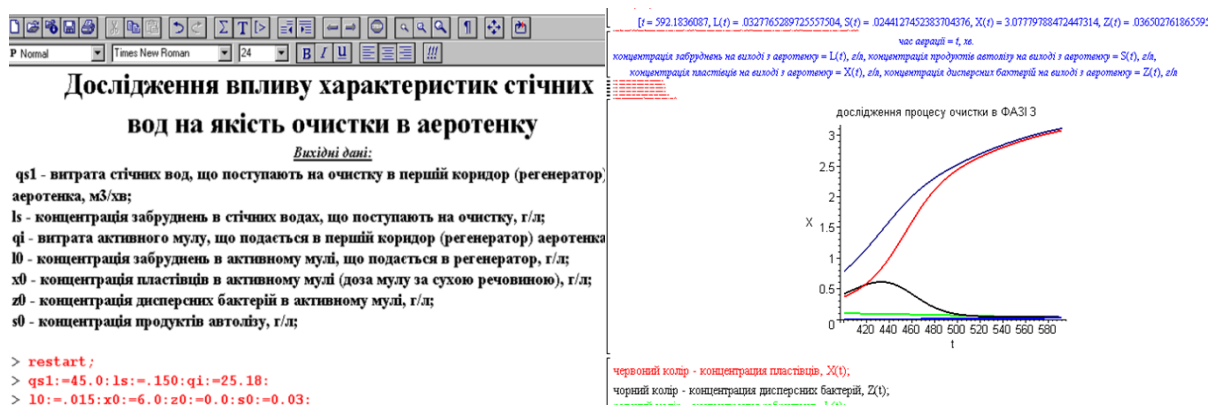 Normal
Times New Roman
24
B I U
Дослідження впливу характеристик стічних
вод на якість очистки в аеротенку
Вихідні дані:
qs1 - витрата стічних вод, що поступають на очистку в першій коридор (регенератор)
аеротенка, м3/хв;
ls - концентрація забруднень в стічних водах, що поступають на очистку, г/л;
qi - витрата активного мулу, що подається в першій коридор (регенератор) аеротенка
l0 - концентрація забруднень в активному мулі, що подається в регенератор, г/л;
x0 - концентрація пластівців в активному мулі (доза мулу за сухою речовиною), г/л;
z0 - концентрація дисперсних бактерій в активному мулі, г/л;
s0 - концентрація продуктів автолізу, г/л;
> restart;
> qs1:=45.0:ls:=.150:qi:=25.18:
> l0:=.015:x0:=6.0:z0:=0.0:s0:=0.03:
[t = 592.1836087, L(t) = .0327765289725557504, S(t) = .0244127452383704376, X(t) = 3.07779788472447314, Z(t) = .036502761865595
час аерації = t, хв.
концентрація забруднень на виході з аеротенку = L(t), г/л, концентрація продуктів автолізу на виході з аеротенку = S(t), г/л,
концентрація пластівців на виході з аеротенку = X(t), г/л, концентрація дисперсних бактерій на виході з аеротенку = Z(t), г/л
дослідження процесу очистки в ФАЗІ 3
3
2.5
2
X
1.5
1
0.5
0
420 440 460 480 500 520 540 560 580
t
червоний колір - концентрация пластівців, X(t);
чорний колір - концентрация дисперсних бактерій, Z(t);